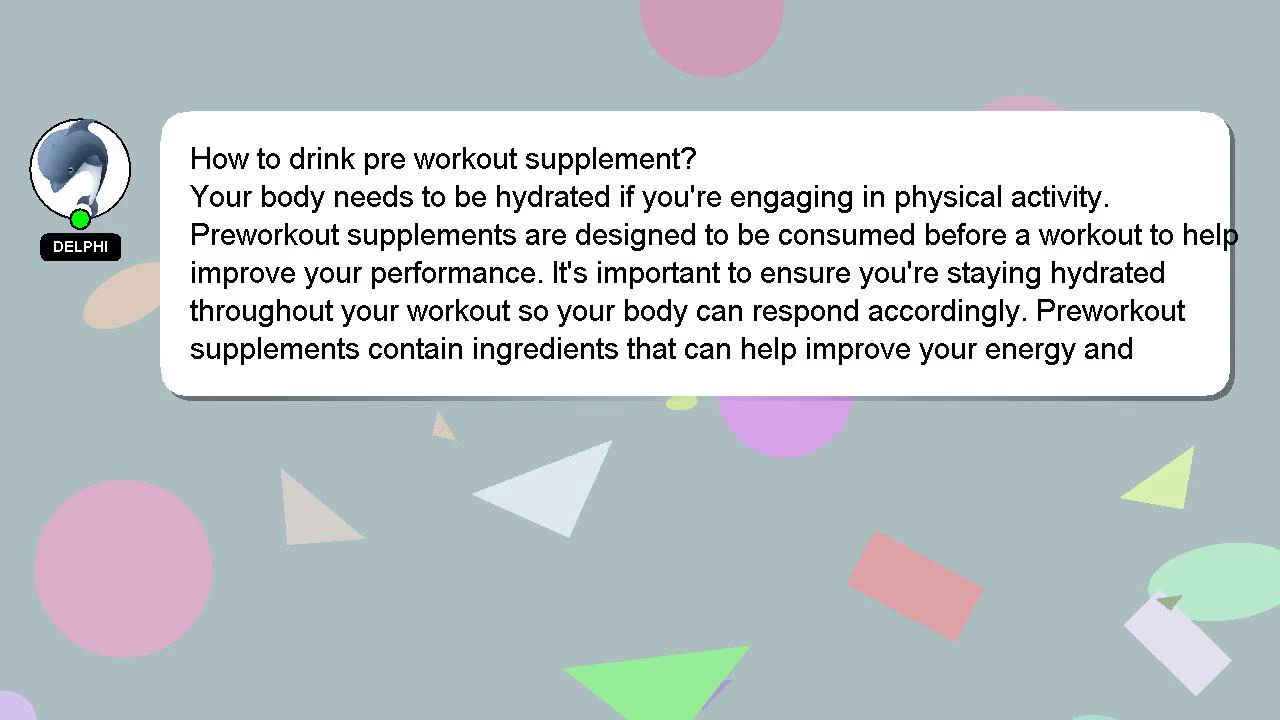 How to drink pre workout supplement?
Your body needs to be hydrated if you're engaging in physical activity.
Preworkout supplements are designed to be consumed before a workout to help
improve your performance. It's important to ensure you're staying hydrated
throughout your workout so your body can respond accordingly. Preworkout
supplements contain ingredients that can help improve your energy and
DELPHI